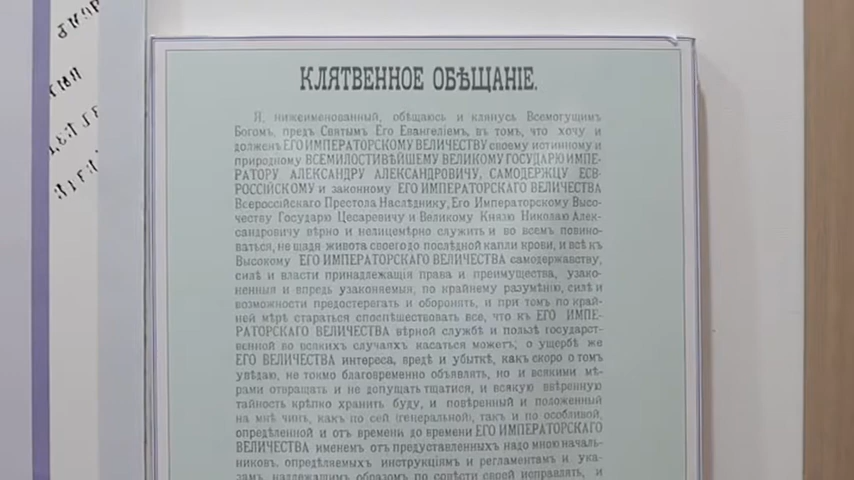 КЛЯТВЕННОЕ ОБѢЩАНІЕ.
Я, нижеименованный, обѣщаюсь и клянусь Всемогущимъ
Богомъ, предъ Святымъ Его Евангеліемъ, въ томъ, что хочу и
долженъ ЕГО ИМПЕРАТОРСКОМУ ВЕЛИЧЕСТВУ своему истинному и
природному ВСЕМИЛОСТИВѢЙШЕМУ ВЕЛИКОМУ ГОСУДАРЮ ИМПЕ-
РАТОРУ АЛЕКСАНДРУ АЛЕКСАНДРОВИЧУ, САМОДЕРЖЦУ ВСЕ-
РОССІЙСКОМУ и законному ЕГО ИМПЕРАТОРСКАГО ВЕЛИЧЕСТВА
Всероссійскаго Престола Наслѣднику, Его Императорскому Высо-
честву Государю Цесаревичу и Великому Князю Николаю Алек-
сандровичу вѣрно и нелицемѣрно служить и во всемъ повино-
ваться, не щадя живота своего до послѣдной капли крови, и всѣ къ
Высокому ЕГО ИМПЕРАТОРСКАГО ВЕЛИЧЕСТВА самодержавству,
силѣ и власти принадлежащія права и преимущества, узако-
ненныя и впредь узаконяемыя, по крайнему разумѣнію, силѣ и
возможности предостерегать и оборонять, и при томъ по край-
ней мѣрѣ стараться споспѣшествовать все, что къ ЕГО ИМПЕ-
РАТОРСКАГО ВЕЛИЧЕСТВА вѣрной службѣ и пользѣ государст-
венной во всякихъ случаяхъ касаться можетъ; о ущербѣ же
ЕГО ВЕЛИЧЕСТВА интереса, вредѣ и убыткѣ, какъ скоро о томъ
увѣдаю, не токмо благовременно объявлять, но и всякими мѣ-
рами отвращать и не допущать тщатися, и всякую ввѣренную
тайность крѣпко хранить буду, и повѣренный и положенный
на мнѣ чинъ, какъ по сей (генеральной), такъ и по особливой,
опредѣленной и отъ времени до времени ЕГО ИМПЕРАТОРСКАГО
ВЕЛИЧЕСТВА именемъ отъ предуставленныхъ надо мною началь-
никовъ, опредѣляемыхъ инструкціямъ и регламентамъ и ука-
замъ, надлежащимъ образомъ по совѣсти своей исправлять, и